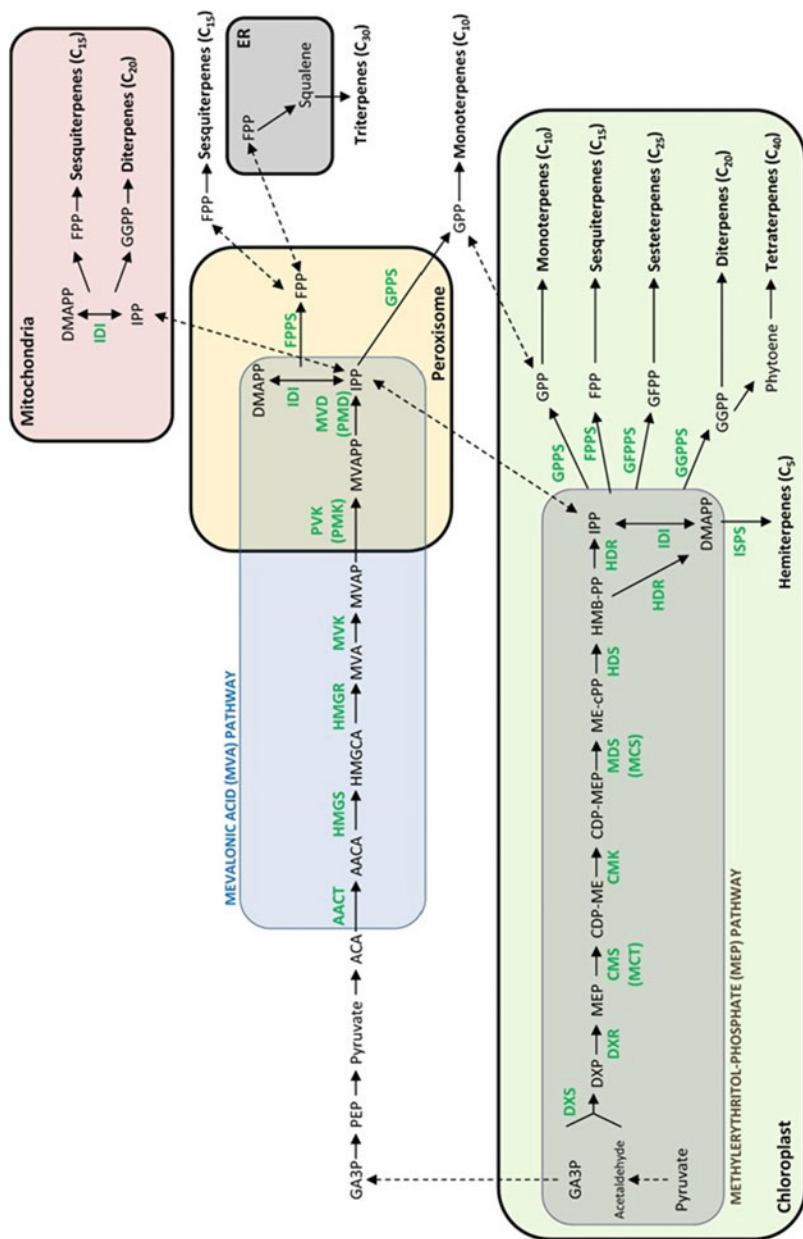 Mitochondria
DMAPP
IDI
IPP
FPP
Sesquiterpenes (C15)
GGPP
Diterpenes (C20)
ER
FPP
Squalene
Triterpenes (C30)
FPP
Sesquiterpenes (C15)
MEVALONIC ACID (MVA) PATHWAY
GA3P
PEP
Pyruvate
ACA
AACT
AACA
HMGS
HMGCA
HMGR
MVA
MVK
MVAP
PVK
(PMK)
MVAPP
MVD
(PMD)
IPP
IDI
DMAPP
FPPS
FPP
Peroxisome
GPPS
GPP
Monoterpenes (C10)
GA3P
Acetaldehyde
Pyruvate
DXS
DXP
DXR
MEP
CMS
(MCT)
CDP-ME
CMK
CDP-MEP
MDS
(MCS)
ME-cPP
HDS
HMB-PP
HDR
HDR
IPP
IDI
DMAPP
ISPS
Hemiterpenes (C5)
GPPS
GPP
Monoterpenes (C10)
FPPS
FPP
Sesquiterpenes (C15)
GFPPS
GFPP
Sesteterpenes (C25)
GGPPS
GGPP
Diterpenes (C20)
Phytoene
Tetraterpenes (C40)
METHYLERYTHRITOL-PHOSPHATE (MEP) PATHWAY
Chloroplast